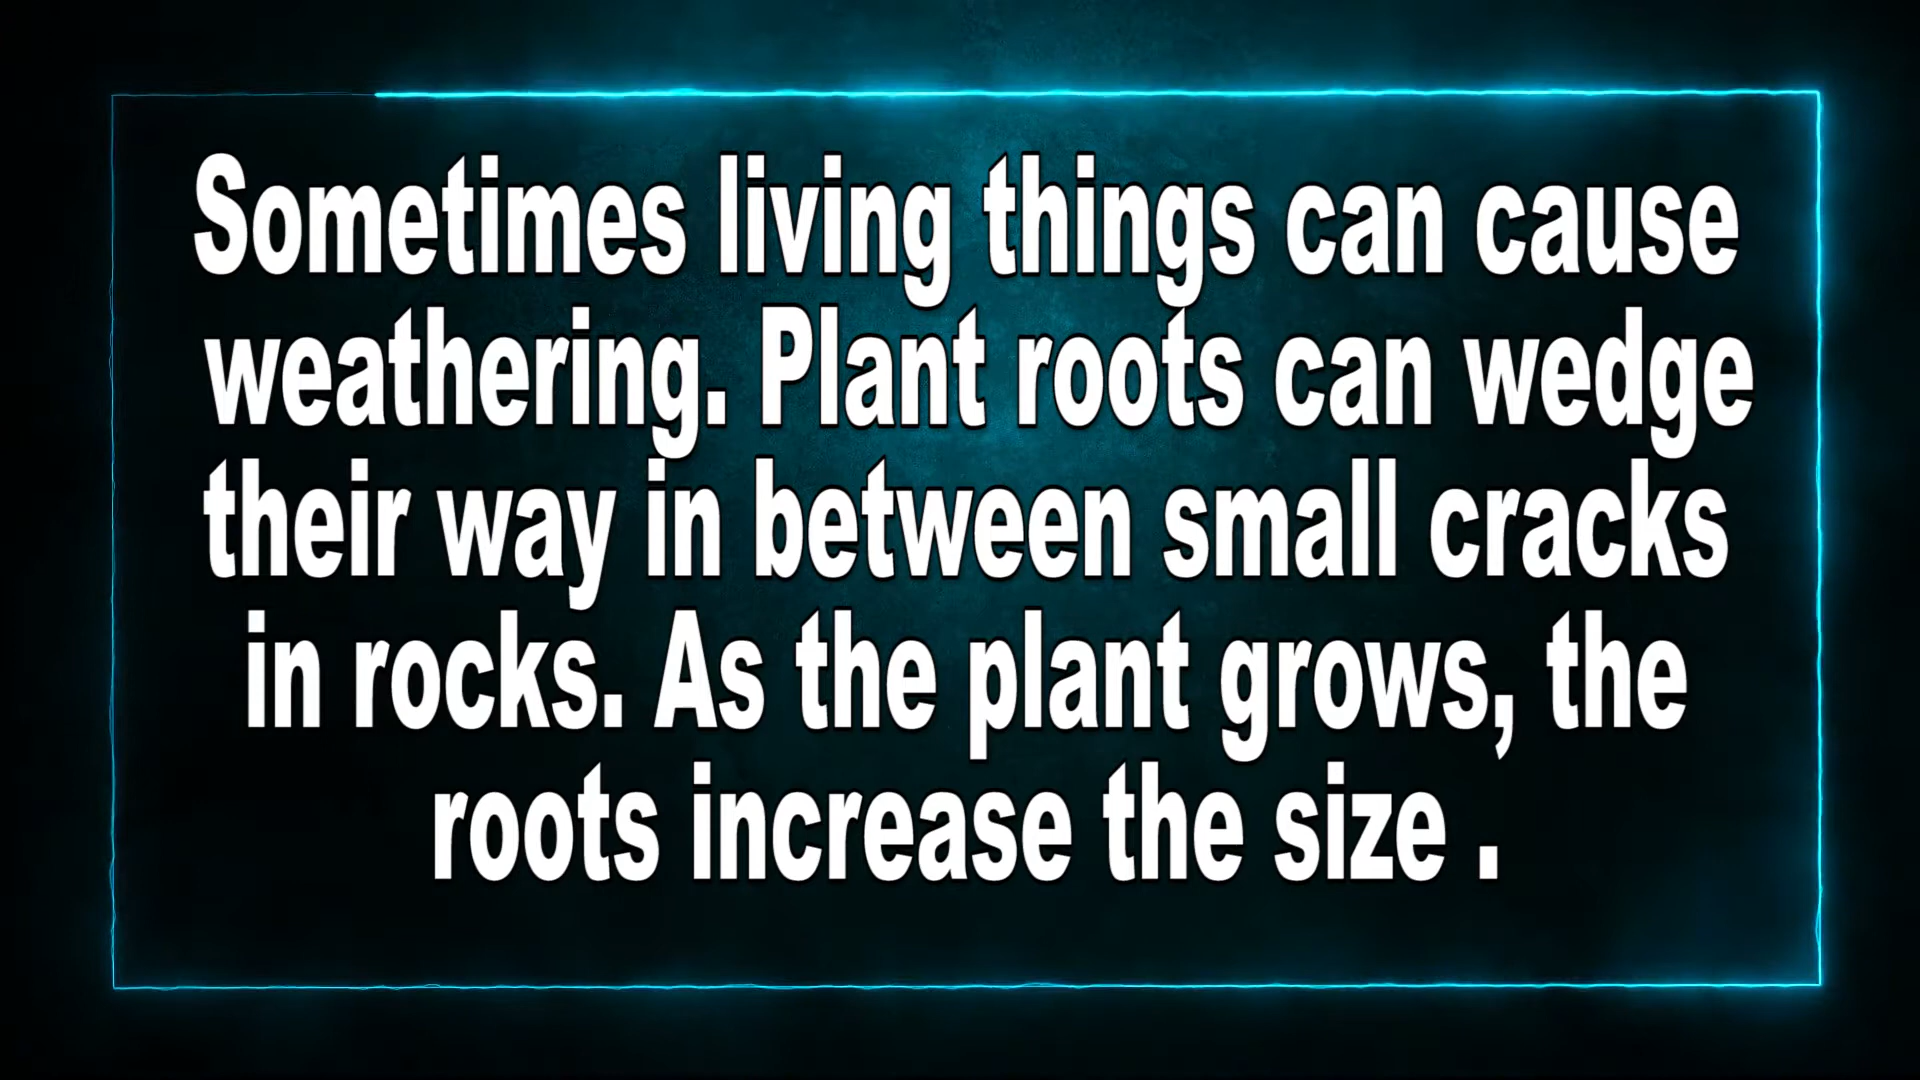 Sometimes living things can cause
weathering. Plant roots can wedge
their way in between small cracks
in rocks. As the plant grows, the
roots increase the size .